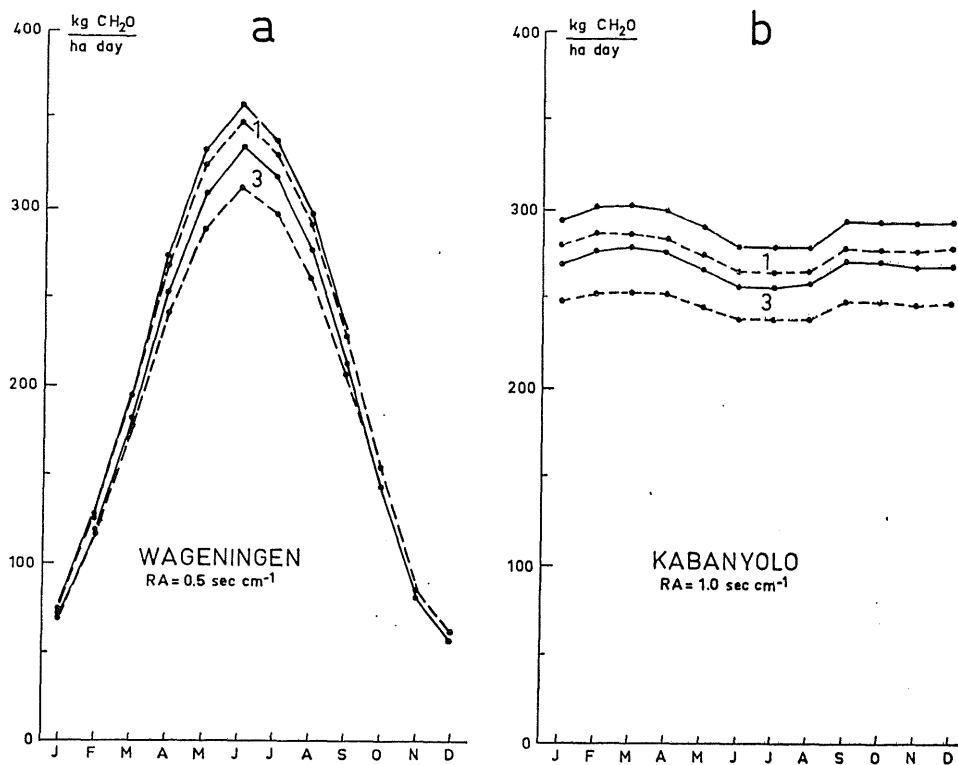 a
kg CH₂O
ha day
400
300
200
100
0
1
3
WAGENINGEN
RA = 0.5 sec cm⁻¹
J F M A M J J A S O N D
b
kg CH₂O
ha day
400
300
200
100
0
1
3
KABANYOLO
RA = 1.0 sec cm⁻¹
J F M A M J J A S O N D